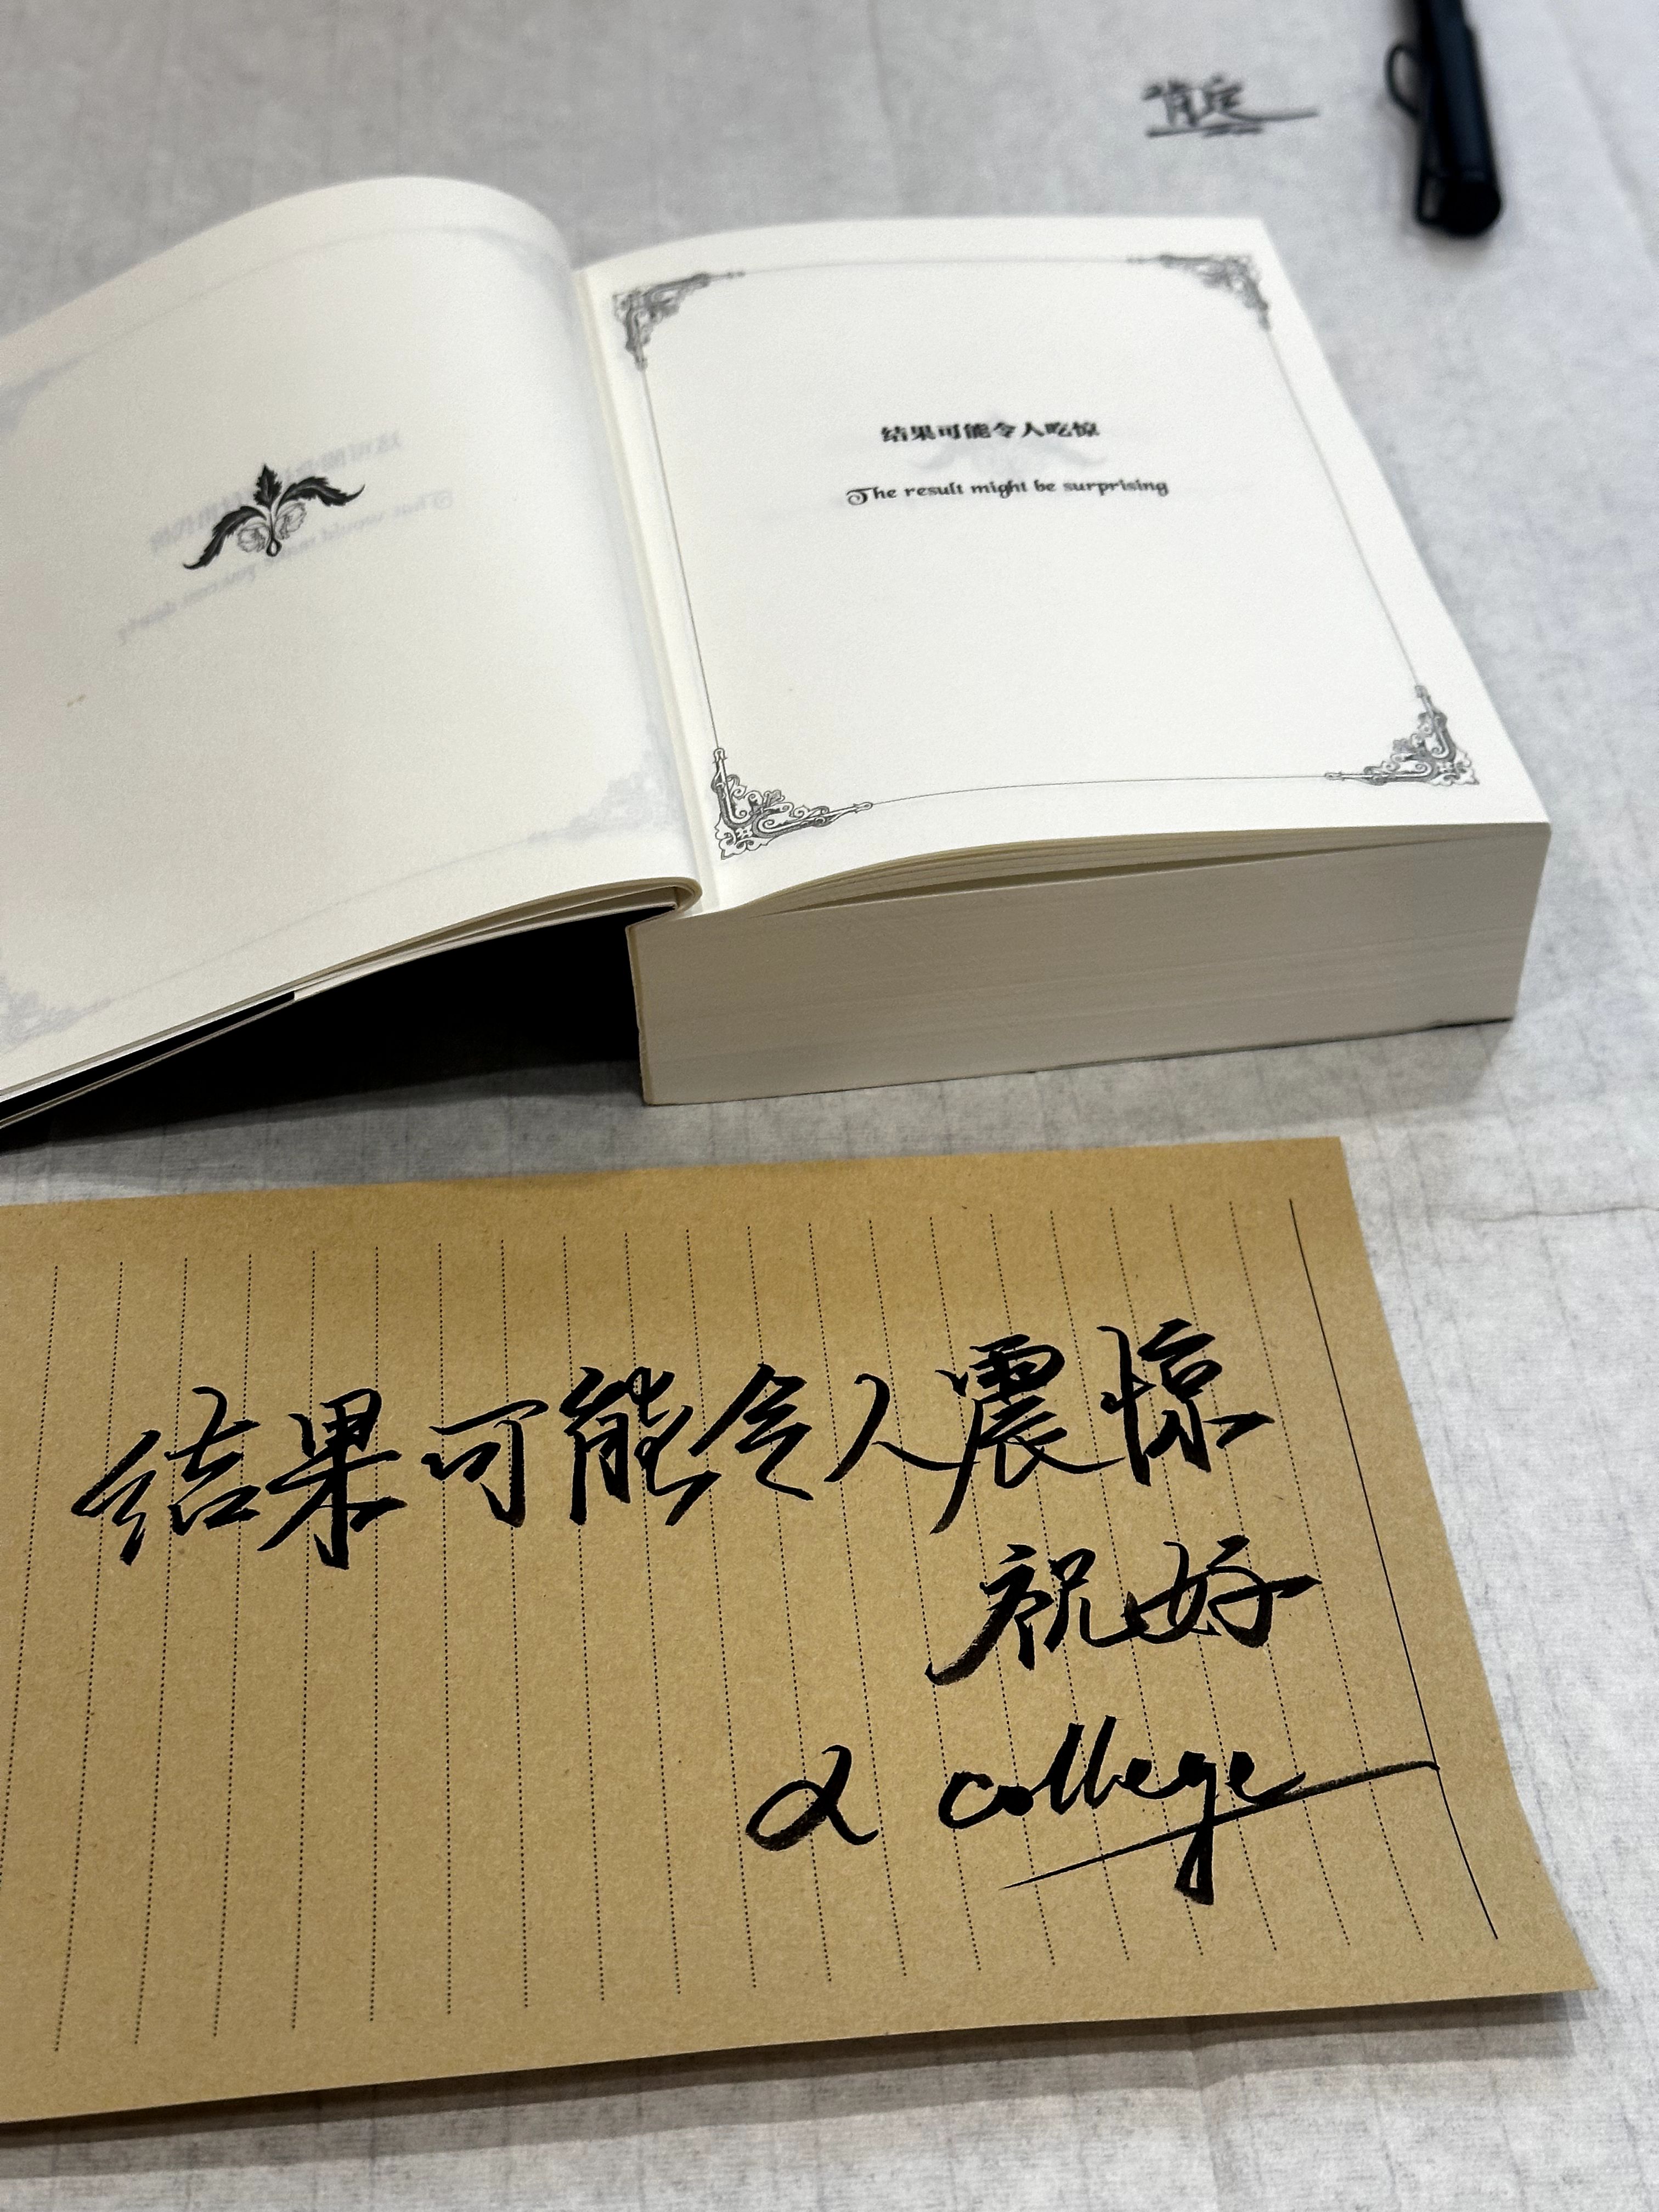 肯定
结果可能令人吃惊
The result might be surprising
结果可能令人震惊
祝好
α college